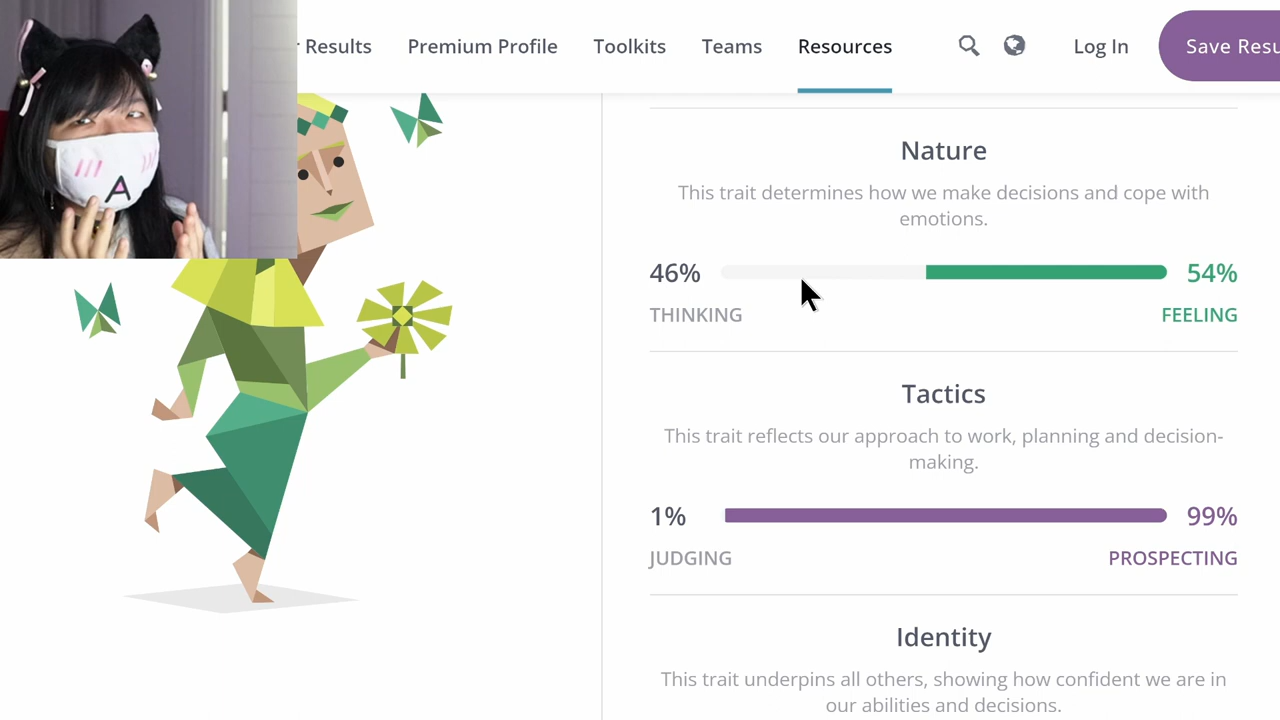 r Results Premium Profile Toolkits Teams Resources Log In Save Resu
Nature
This trait determines how we make decisions and cope with
emotions.
46% 54%
THINKING FEELING
Tactics
This trait reflects our approach to work, planning and decision-
making.
1% 99%
JUDGING PROSPECTING
Identity
This trait underpins all others, showing how confident we are in
our abilities and decisions.
A